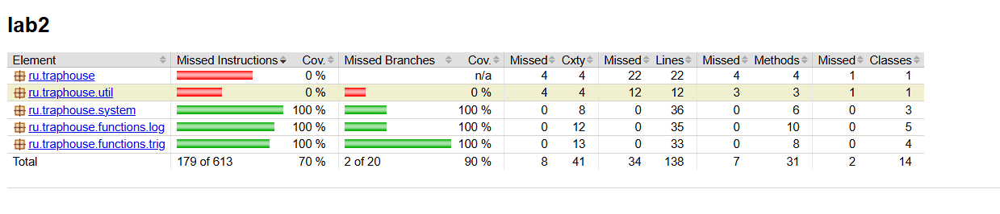 lab2
Element Missed Instructions Cov. Missed Branches Cov. Missed Cxty Missed Lines Missed Methods Missed Classes
ru.traphouse 0 % n/a 4 4 22 22 4 4 1 1
ru.traphouse.util 0 % 0 % 4 4 12 12 3 3 1 1
ru.traphouse.system 100 % 100 % 0 8 0 36 0 6 0 3
ru.traphouse.functions.log 100 % 100 % 0 12 0 35 0 10 0 5
ru.traphouse.functions.trig 100 % 100 % 0 13 0 33 0 8 0 4
Total 179 of 613 70 % 2 of 20 90 % 8 41 34 138 7 31 2 14